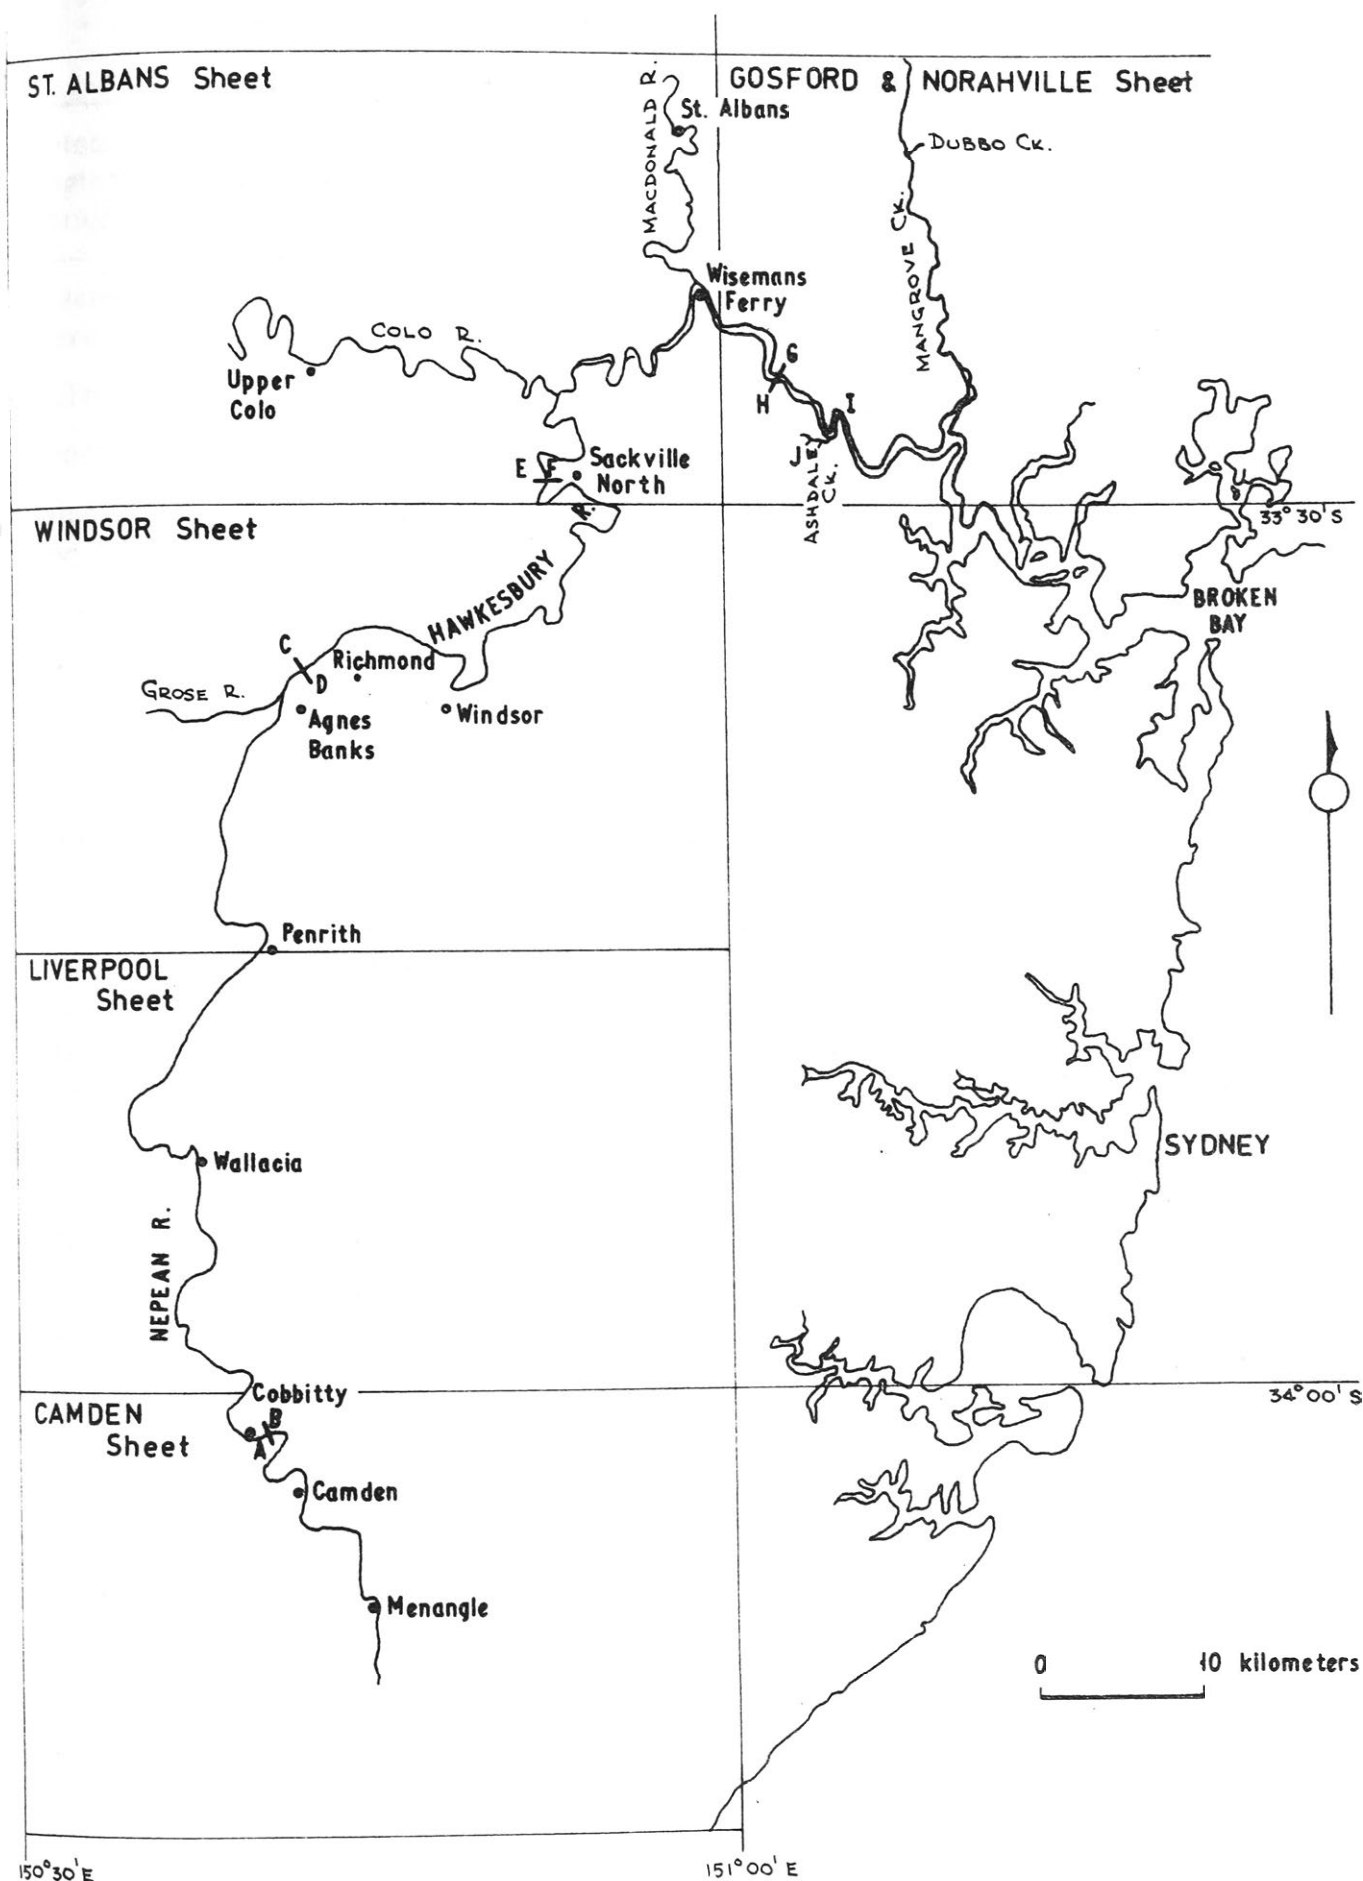 ST. ALBANS Sheet
GOSFORD & NORAHVILLE Sheet
MACDONALD R.
St. Albans
DUBBO CK.
MANGROVE CK.
Wisemans
Ferry
COLO R.
Upper
Colo
G
H
I
J
ASHDALE
CK.
E
F
Sackville
North
33°30'S
WINDSOR Sheet
HAWKESBURY R.
BROKEN
BAY
C
D
Richmond
GROSE R.
Agnes
Banks
Windsor
Penrith
LIVERPOOL
Sheet
Wallacia
SYDNEY
NEPEAN R.
Cobbitty
34°00'S
CAMDEN
Sheet
B
A
Camden
Menangle
0 10 kilometers
150°30'E
151°00'E